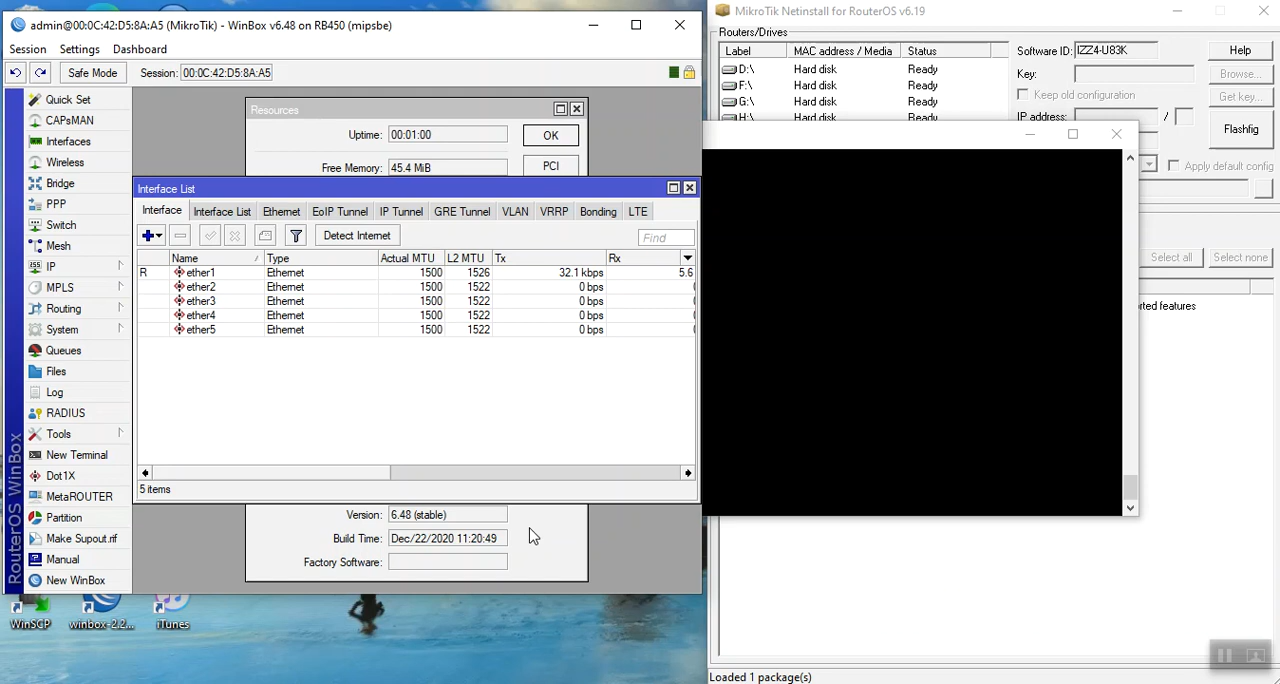 admin@00:0C:42:D5:8A:A5 (MikroTik) - WinBox v6.48 on RB450 (mipsbe)
Session Settings Dashboard
Safe Mode Session: 00:0C:42:D5:8A:A5
Quick Set
CAPsMAN
Interfaces
Wireless
Bridge
PPP
Switch
Mesh
IP
MPLS
Routing
System
Queues
Files
Log
RADIUS
Tools
New Terminal
Dot1X
MetaROUTER
Partition
Make Supout.rif
Manual
New WinBox
RouterOS WinBox
Resources
Uptime: 00:01:00 OK
Free Memory: 45.4 MiB PCI
Interface List
Interface Interface List Ethernet EoIP Tunnel IP Tunnel GRE Tunnel VLAN VRRP Bonding LTE
Detect Internet Find
Name Type Actual MTU L2 MTU Tx Rx
R ether1 Ethernet 1500 1526 32.1 kbps 5.6
ether2 Ethernet 1500 1522 0 bps
ether3 Ethernet 1500 1522 0 bps
ether4 Ethernet 1500 1522 0 bps
ether5 Ethernet 1500 1522 0 bps
5 items
Version: 6.48 (stable)
Build Time: Dec/22/2020 11:20:49
Factory Software:
WinSCP winbox-2.2... iTunes
MikroTik Netinstall for RouterOS v6.19
Routers/Drives
Label MAC address / Media Status
D:\ Hard disk Ready
F:\ Hard disk Ready
G:\ Hard disk Ready
H:\ Hard disk Ready
Software ID: IZZ4-U83K Help
Key: Browse...
Keep old configuration Get key...
IP address: / Flashfig
Apply default config
Select all Select none
orted features
Loaded 1 package(s)